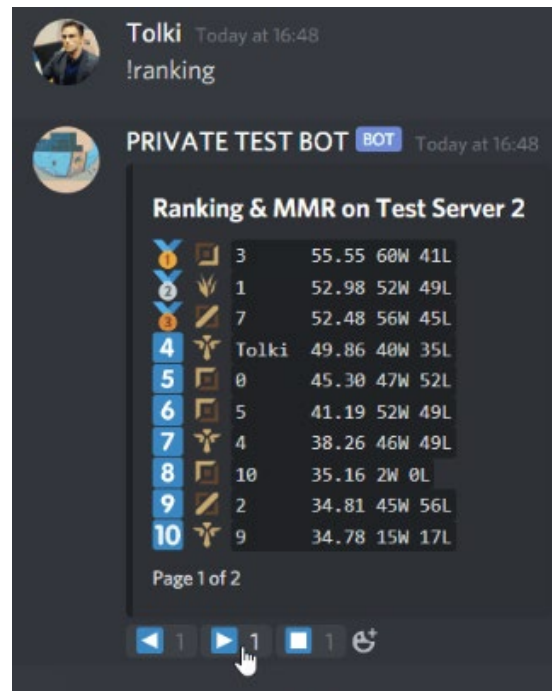 Tolki Today at 16:48
!ranking
PRIVATE TEST BOT BOT Today at 16:48
Ranking & MMR on Test Server 2
1 3 55.55 60W 41L
2 1 52.98 52W 49L
3 7 52.48 56W 45L
4 Tolki 49.86 40W 35L
5 0 45.30 47W 52L
6 5 41.19 52W 49L
7 4 38.26 46W 49L
8 10 35.16 2W 0L
9 2 34.81 45W 56L
10 9 34.78 15W 17L
Page 1 of 2
1 1 1